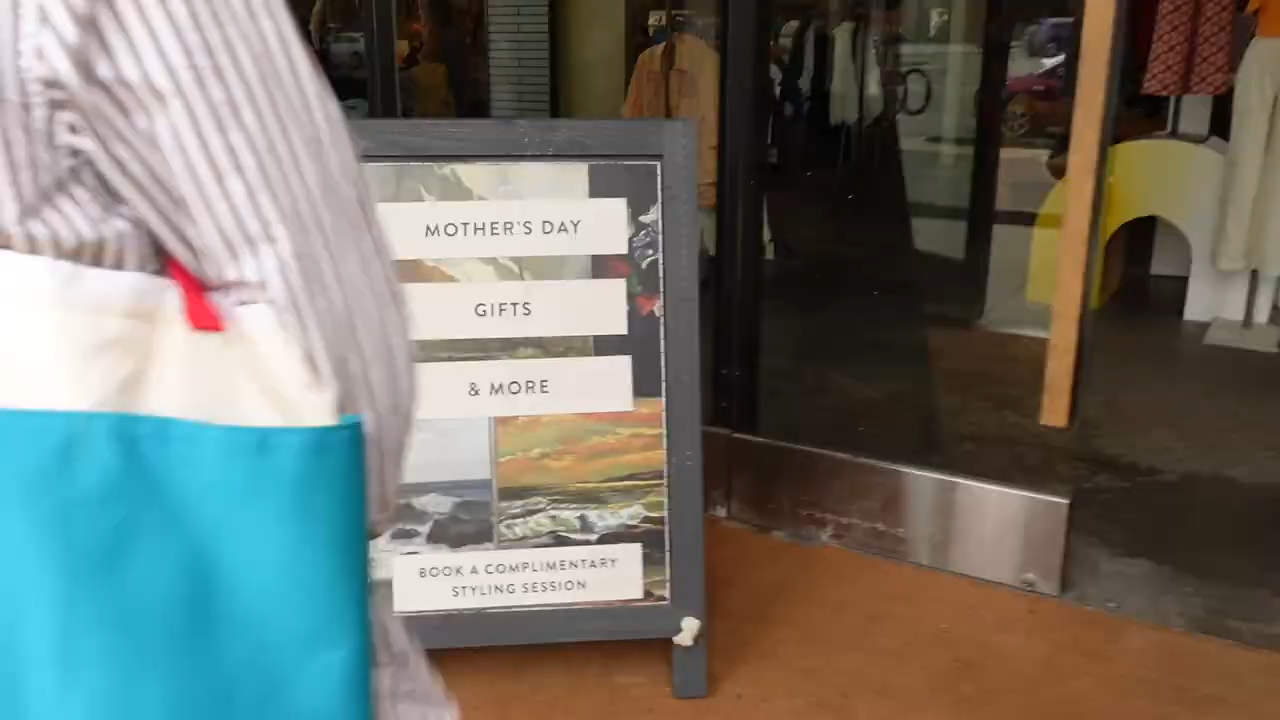 MOTHER'S DAY
GIFTS
& MORE
BOOK A COMPLIMENTARY
STYLING SESSION